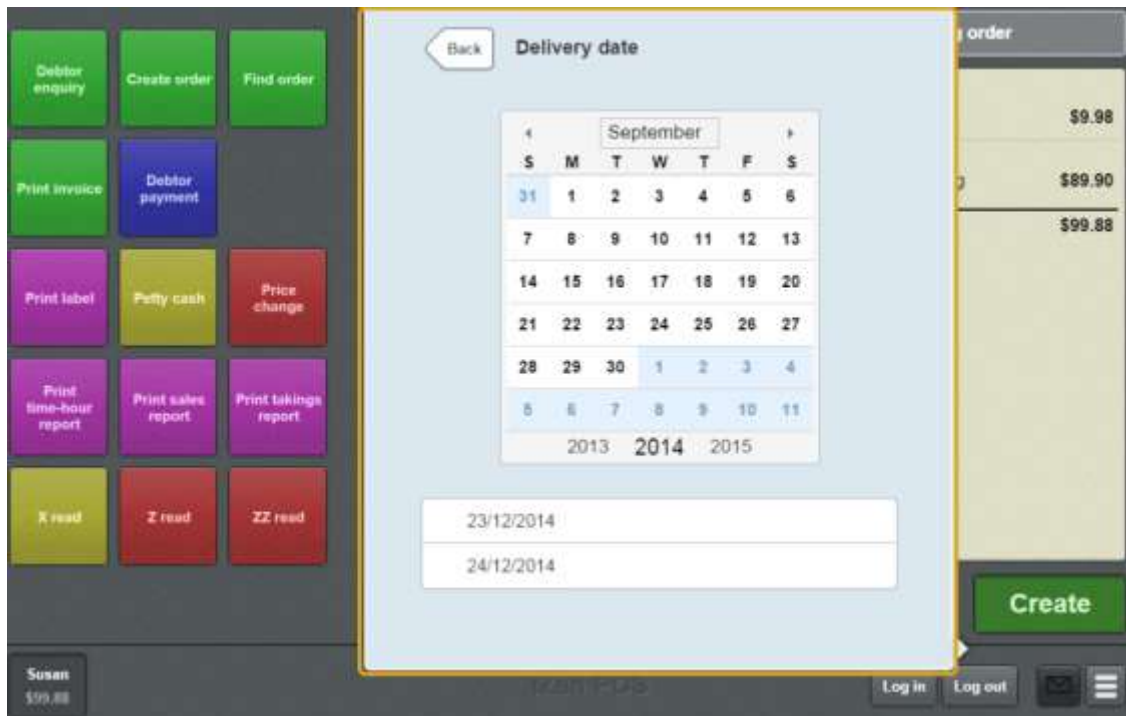 Debtor
enquiry
Create order
Find order
Print invoice
Debtor
payment
Print label
Petty cash
Price
change
Print
time-hour
report
Print sales
report
Print takings
report
X read
Z read
ZZ read
Back
Delivery date
September
S M T W T F S
31 1 2 3 4 5 6
7 8 9 10 11 12 13
14 15 16 17 18 19 20
21 22 23 24 25 26 27
28 29 30 1 2 3 4
5 6 7 8 9 10 11
2013 2014 2015
23/12/2014
24/12/2014
order
$9.98
$89.90
$99.88
Create
Susan
$99.88
Log in
Log out